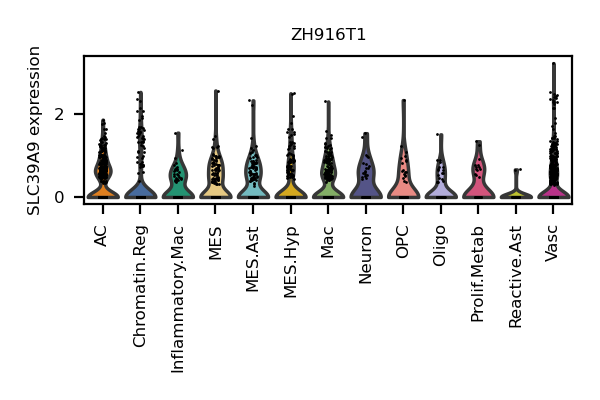 ZH916T1
SLC39A9 expression
2
0
AC
Chromatin.Reg
Inflammatory.Mac
MES
MES.Ast
MES.Hyp
Mac
Neuron
OPC
Oligo
Prolif.Metab
Reactive.Ast
Vasc